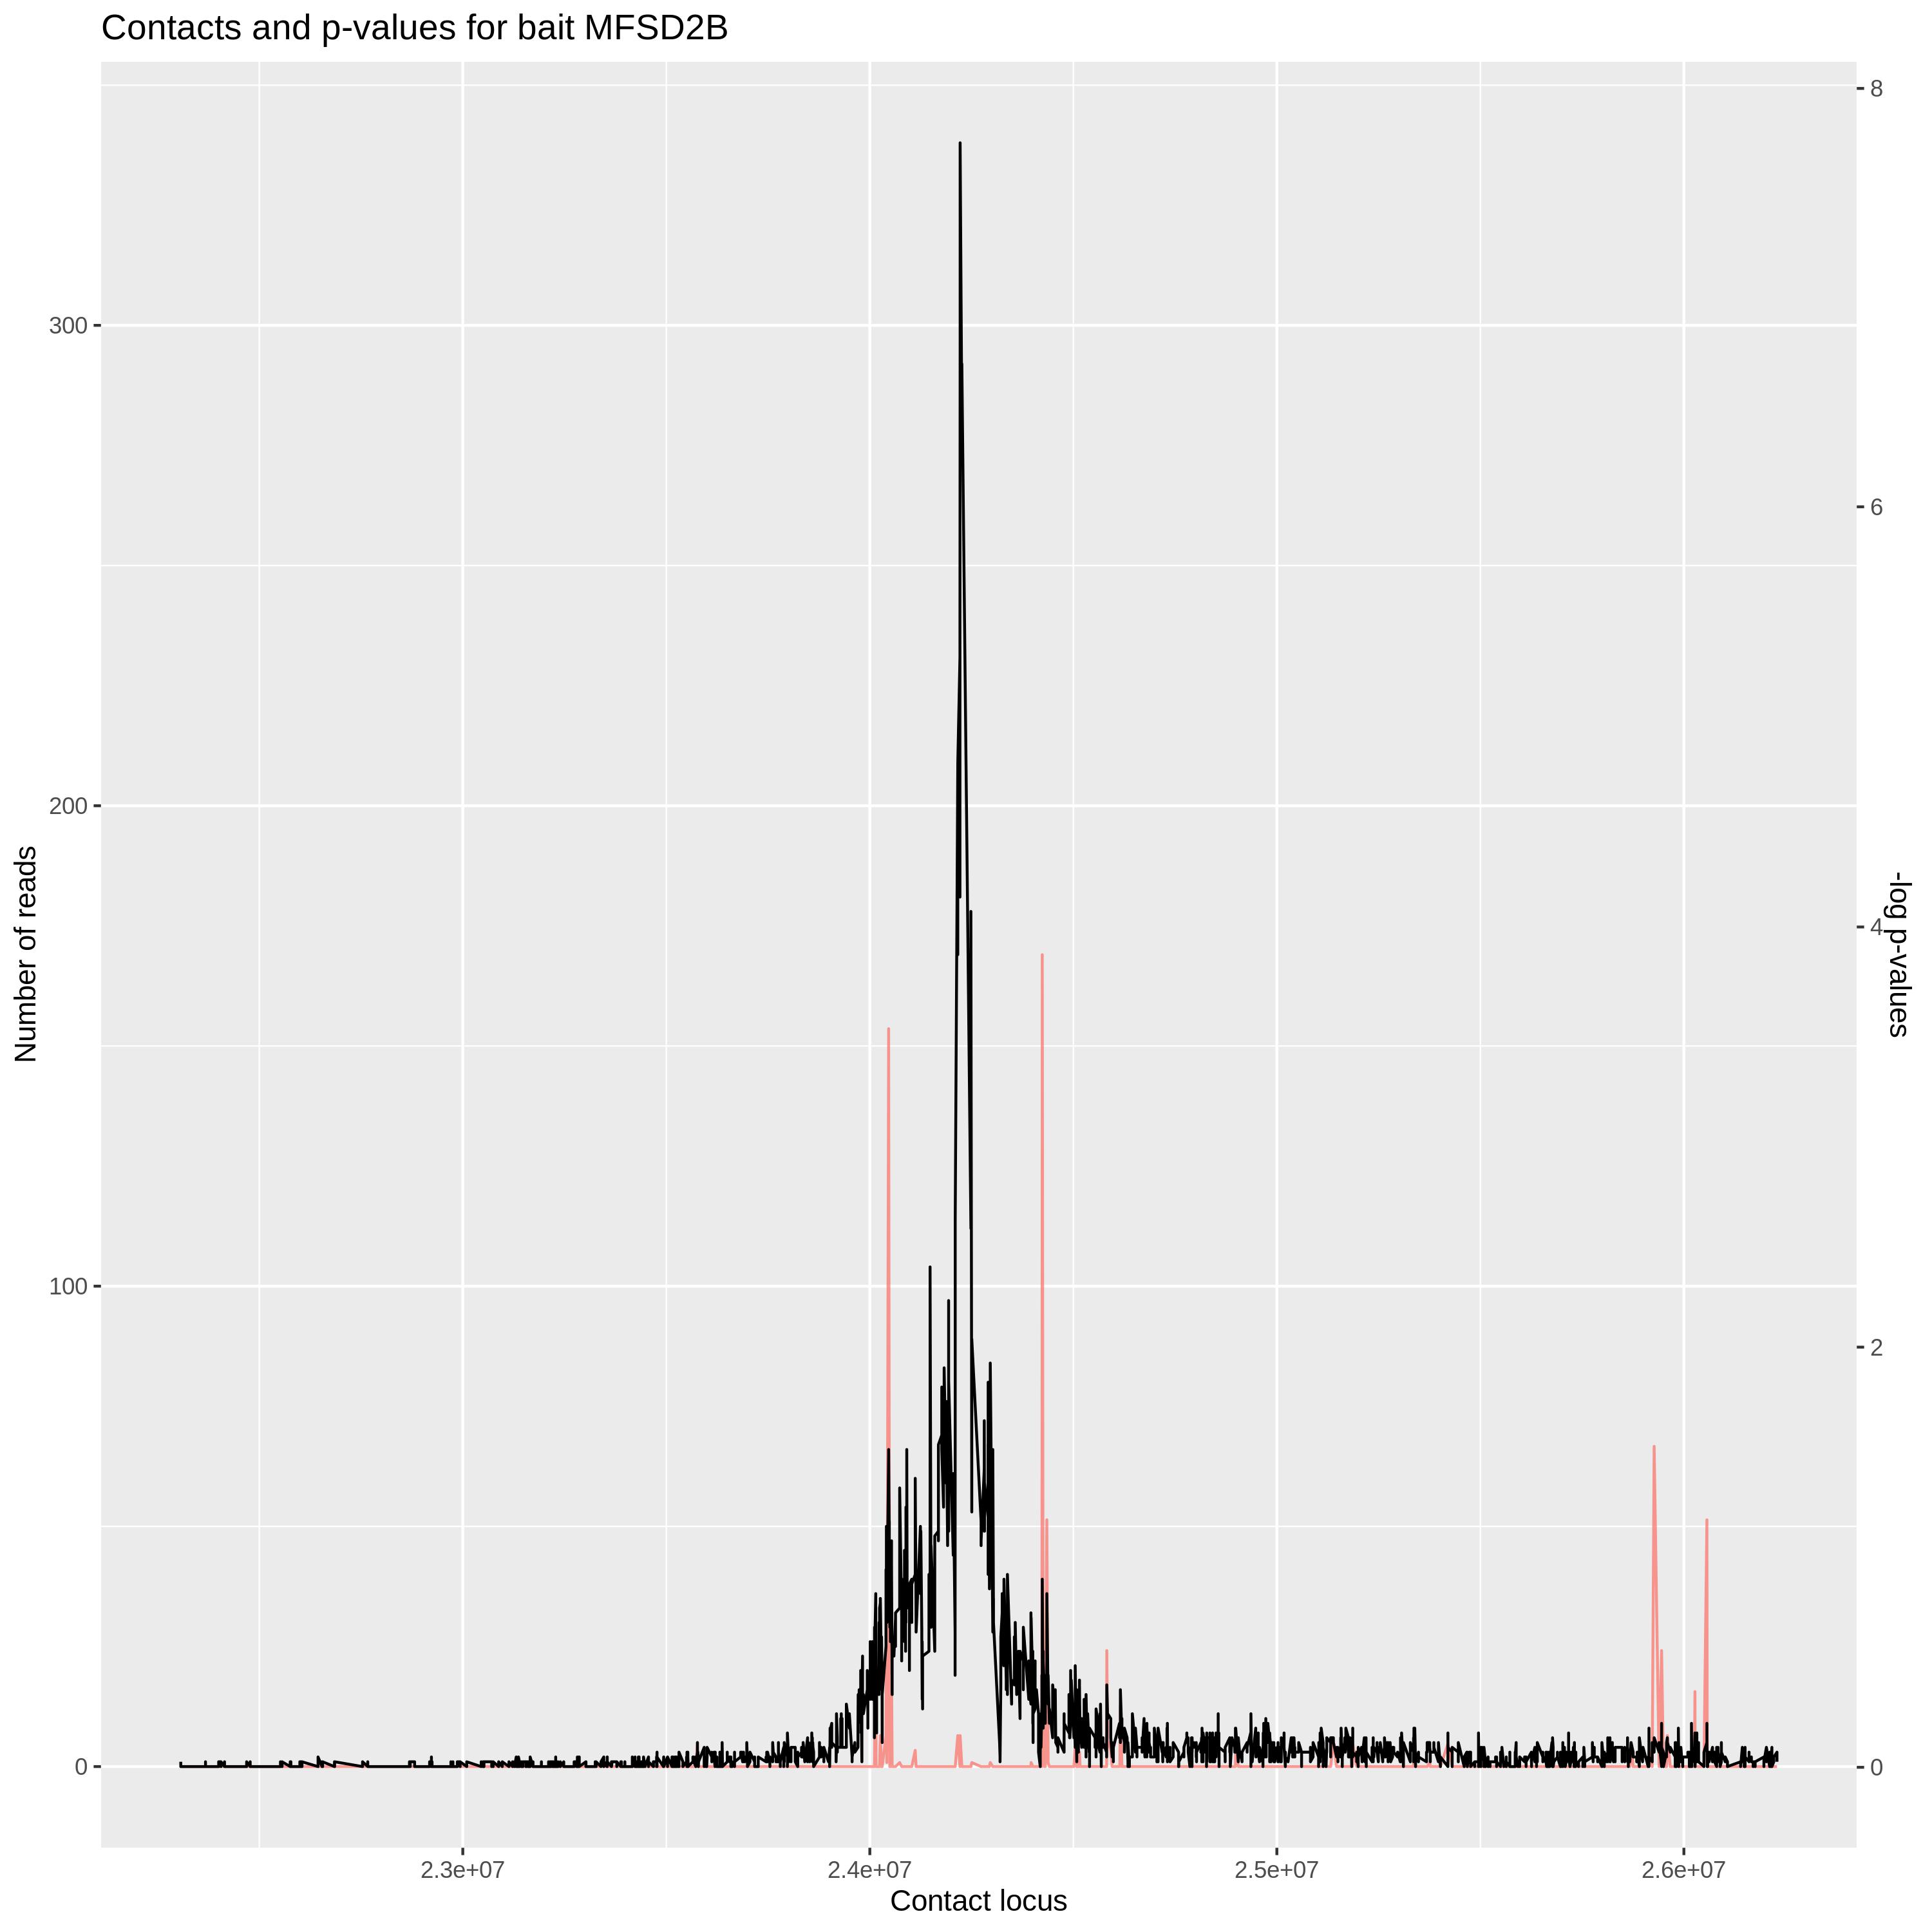 Contacts and p-values for bait MFSD2B
Number of reads
300
200
100
0
8
6
4
2
0
-log p-values
2.3e+07
2.4e+07
2.5e+07
2.6e+07
Contact locus